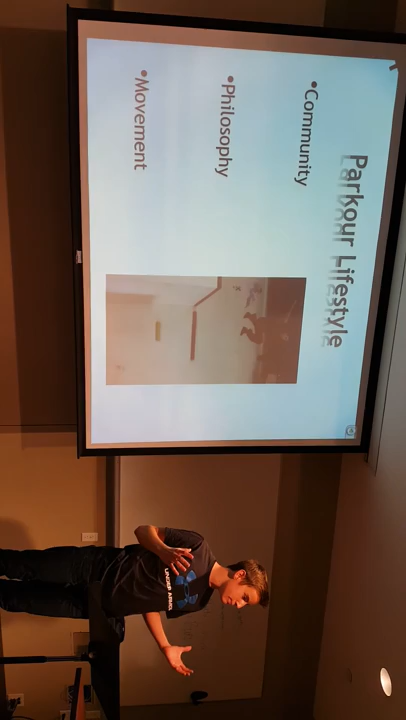 Parkour Lifestyle
•Community
•Philosophy
•Movement
UNDER ARMOUR